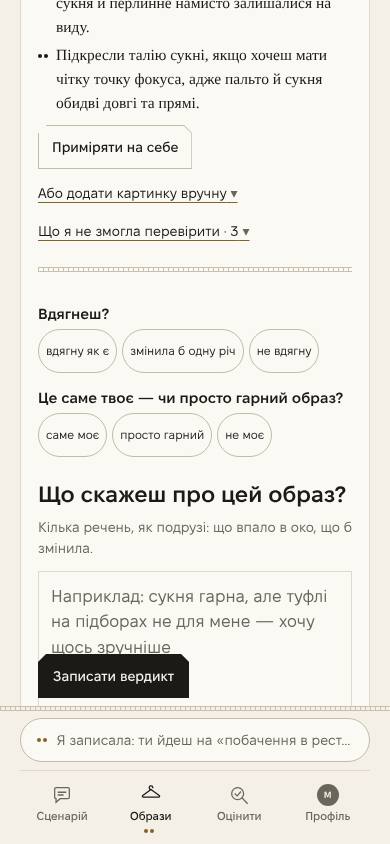 сукня й перлинне намисто залишалися на
виду.
•• Підкресли талію сукні, якщо хочеш мати
чітку точку фокуса, адже пальто й сукня
обидві довгі та прямі.
Приміряти на себе
Або додати картинку вручну ▾
Що я не змогла перевірити · 3 ▾
Вдягнеш?
вдягну як є
змінила б одну річ
не вдягну
Це саме твоє — чи просто гарний образ?
саме моє
просто гарний
не моє
Що скажеш про цей образ?
Кілька речень, як подрузі: що впало в око, що б
змінила.
Наприклад: сукня гарна, але туфлі
на підборах не для мене — хочу
щось зручніше
Записати вердикт
•• Я записала: ти йдеш на «побачення в рест...
Сценарій
Образи
Оцінити
М
Профіль